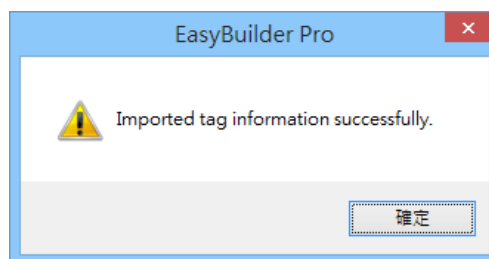 EasyBuilder Pro
Imported tag information successfully.
確定